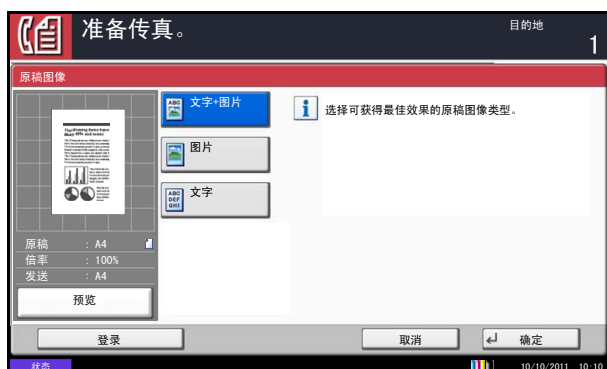 准备传真。
目的地
1
原稿图像
文字+图片
图片
文字
选择可获得最佳效果的原稿图像类型。
原稿 : A4
倍率 : 100%
发送 : A4
预览
登录
取消
确定
状态
10/10/2011 10:10